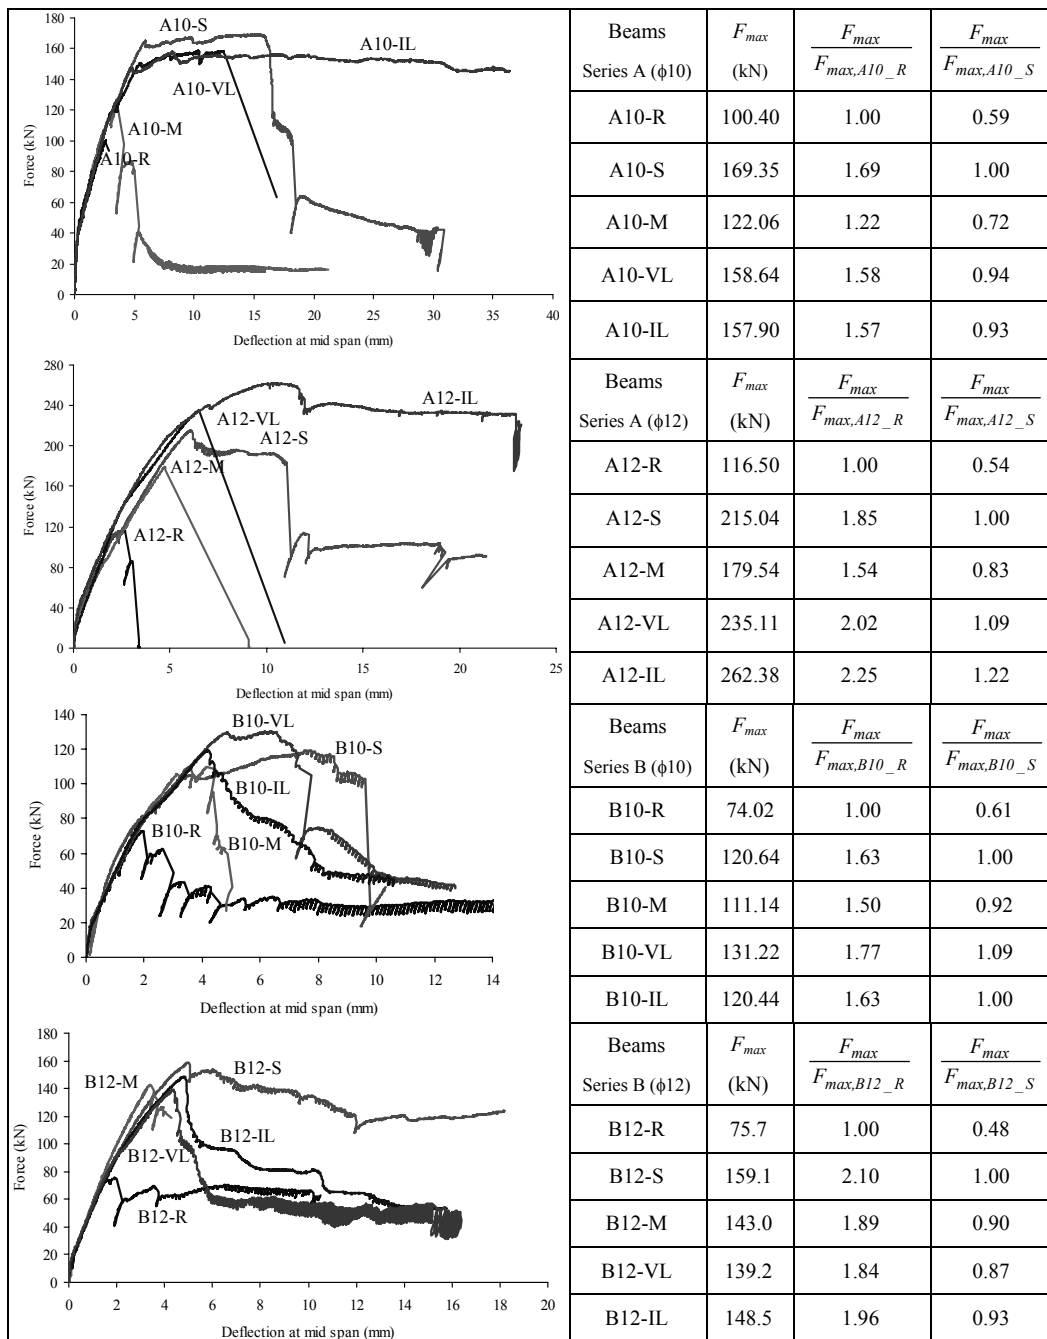 180
160
140
120
100
80
60
40
20
0
0 5 10 15 20 25 30 35 40
Force (kN)
Deflection at mid span (mm)
A10-S
A10-IL
A10-VL
A10-M
A10-R
Beams Series A (ϕ10) | F_max (kN) | F_max / F_max,A10_R | F_max / F_max,A10_S
A10-R 100.40 1.00 0.59
A10-S 169.35 1.69 1.00
A10-M 122.06 1.22 0.72
A10-VL 158.64 1.58 0.94
A10-IL 157.90 1.57 0.93
280
240
200
160
120
80
40
0
0 5 10 15 20 25
Force (kN)
Deflection at mid span (mm)
A12-IL
A12-VL
A12-S
A12-M
A12-R
Beams Series A (ϕ12) | F_max (kN) | F_max / F_max,A12_R | F_max / F_max,A12_S
A12-R 116.50 1.00 0.54
A12-S 215.04 1.85 1.00
A12-M 179.54 1.54 0.83
A12-VL 235.11 2.02 1.09
A12-IL 262.38 2.25 1.22
140
120
100
80
60
40
20
0
0 2 4 6 8 10 12 14
Force (kN)
Deflection at mid span (mm)
B10-VL
B10-S
B10-IL
B10-R
B10-M
Beams Series B (ϕ10) | F_max (kN) | F_max / F_max,B10_R | F_max / F_max,B10_S
B10-R 74.02 1.00 0.61
B10-S 120.64 1.63 1.00
B10-M 111.14 1.50 0.92
B10-VL 131.22 1.77 1.09
B10-IL 120.44 1.63 1.00
180
160
140
120
100
80
60
40
20
0
0 2 4 6 8 10 12 14 16 18 20
Force (kN)
Deflection at mid span (mm)
B12-M
B12-S
B12-IL
B12-VL
B12-R
Beams Series B (ϕ12) | F_max (kN) | F_max / F_max,B12_R | F_max / F_max,B12_S
B12-R 75.7 1.00 0.48
B12-S 159.1 2.10 1.00
B12-M 143.0 1.89 0.90
B12-VL 139.2 1.84 0.87
B12-IL 148.5 1.96 0.93